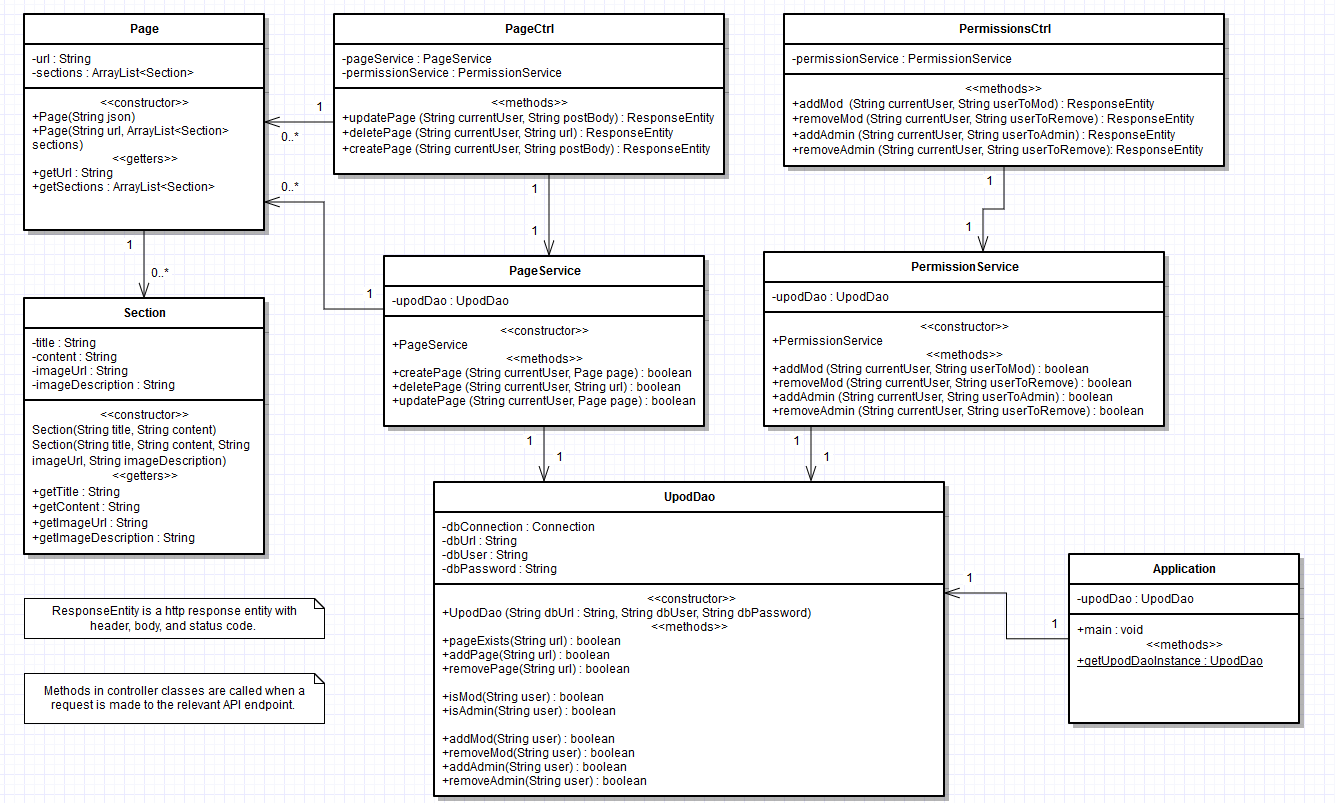 Page
-url : String
-sections : ArrayList<Section>
<<constructor>>
+Page(String json)
+Page(String url, ArrayList<Section>
sections)
<<getters>>
+getUrl : String
+getSections : ArrayList<Section>
PageCtrl
-pageService : PageService
-permissionService : PermissionService
<<methods>>
+updatePage (String currentUser, String postBody) : ResponseEntity
+deletePage (String currentUser, String url) : ResponseEntity
+createPage (String currentUser, String postBody) : ResponseEntity
PermissionsCtrl
-permissionService : PermissionService
<<methods>>
+addMod  (String currentUser, String userToMod) : ResponseEntity
+removeMod (String currentUser, String userToRemove) : ResponseEntity
+addAdmin (String currentUser, String userToAdmin) : ResponseEntity
+removeAdmin (String currentUser, String userToRemove): ResponseEntity
1
0..*
0..*
1
1
1
1
1
1
0..*
Section
-title : String
-content : String
-imageUrl : String
-imageDescription : String
<<constructor>>
Section(String title, String content)
Section(String title, String content, String
imageUrl, String imageDescription)
<<getters>>
+getTitle : String
+getContent : String
+getImageUrl : String
+getImageDescription : String
PageService
-upodDao : UpodDao
<<constructor>>
+PageService
<<methods>>
+createPage (String currentUser, Page page) : boolean
+deletePage (String currentUser, String url) : boolean
+updatePage (String currentUser, Page page) : boolean
PermissionService
-upodDao : UpodDao
<<constructor>>
+PermissionService
<<methods>>
+addMod (String currentUser, String userToMod) : boolean
+removeMod (String currentUser, String userToRemove) : boolean
+addAdmin (String currentUser, String userToAdmin) : boolean
+removeAdmin (String currentUser, String userToRemove) : boolean
1
1
1
1
UpodDao
-dbConnection : Connection
-dbUrl : String
-dbUser : String
-dbPassword : String
<<constructor>>
+UpodDao (String dbUrl : String, String dbUser, String dbPassword)
<<methods>>
+pageExists(String url) : boolean
+addPage(String url) : boolean
+removePage(String url) : boolean
+isMod(String user) : boolean
+isAdmin(String user) : boolean
+addMod(String user) : boolean
+removeMod(String user) : boolean
+addAdmin(String user) : boolean
+removeAdmin(String user) : boolean
1
1
Application
-upodDao : UpodDao
+main : void
<<methods>>
+getUpodDaoInstance : UpodDao
ResponseEntity is a http response entity with
header, body, and status code.
Methods in controller classes are called when a
request is made to the relevant API endpoint.